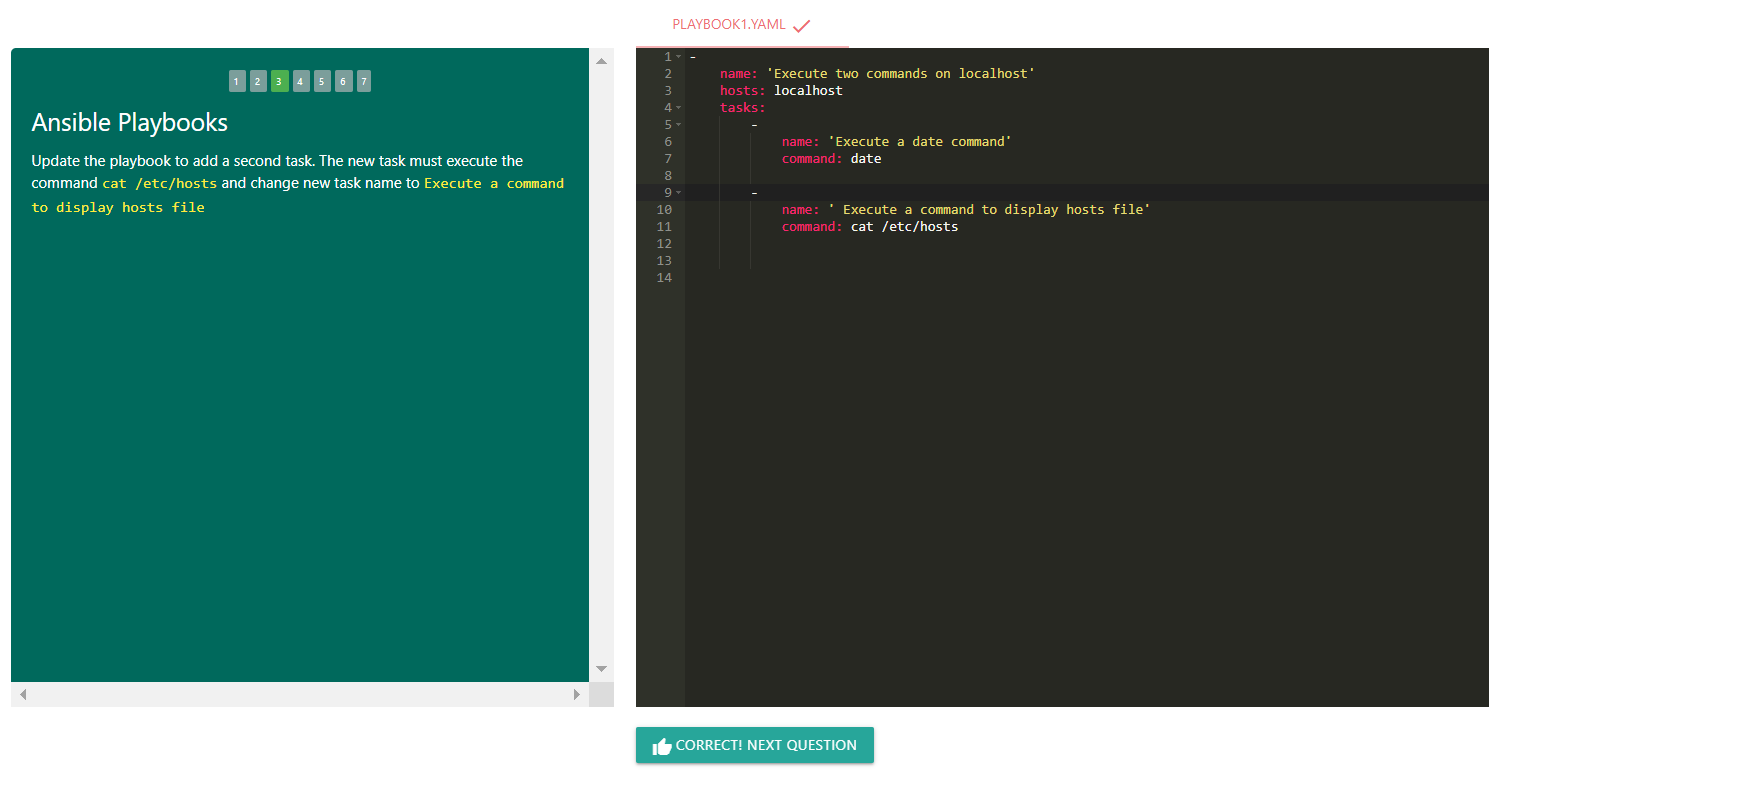 PLAYBOOK1.YAML
1 2 3 4 5 6 7
Ansible Playbooks
Update the playbook to add a second task. The new task must execute the
command cat /etc/hosts and change new task name to Execute a command
to display hosts file
1 -
2 name: 'Execute two commands on localhost'
3 hosts: localhost
4 tasks:
5 -
6 name: 'Execute a date command'
7 command: date
8
9 -
10 name: ' Execute a command to display hosts file'
11 command: cat /etc/hosts
12
13
14
CORRECT! NEXT QUESTION